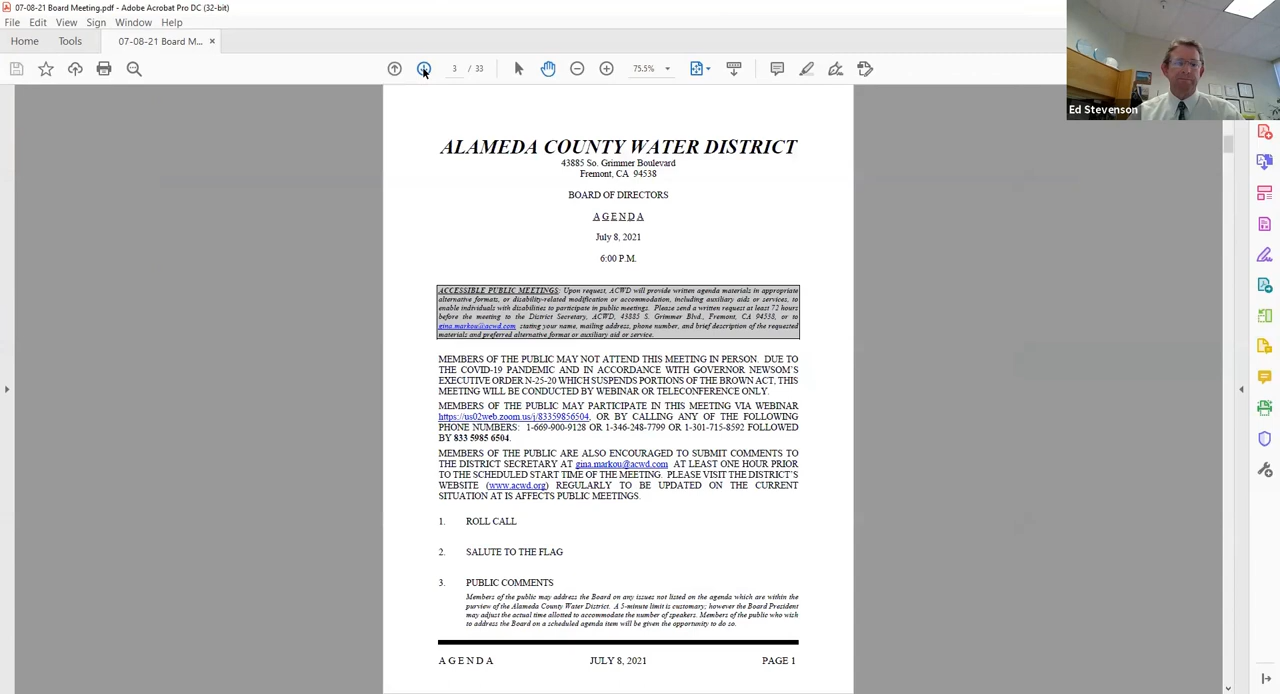 07-08-21 Board Meeting.pdf - Adobe Acrobat Pro DC (32-bit)
File Edit View Sign Window Help
Home Tools 07-08-21 Board M... ×
3 / 33 75.5%
Ed Stevenson
ALAMEDA COUNTY WATER DISTRICT
43885 So. Grimmer Boulevard
Fremont, CA 94538
BOARD OF DIRECTORS
AGENDA
July 8, 2021
6:00 P.M.
ACCESSIBLE PUBLIC MEETINGS: Upon request, ACWD will provide written agenda materials in appropriate
alternative formats, or disability-related modification or accommodation, including auxiliary aids or services, to
enable individuals with disabilities to participate in public meetings. Please send a written request at least 72 hours
before the meeting to the District Secretary, ACWD, 43885 S. Grimmer Blvd., Fremont, CA 94538, or to
gina.markou@acwd.com stating your name, mailing address, phone number, and brief description of the requested
materials and preferred alternative format or auxiliary aid or service.
MEMBERS OF THE PUBLIC MAY NOT ATTEND THIS MEETING IN PERSON. DUE TO
THE COVID-19 PANDEMIC AND IN ACCORDANCE WITH GOVERNOR NEWSOM'S
EXECUTIVE ORDER N-25-20 WHICH SUSPENDS PORTIONS OF THE BROWN ACT, THIS
MEETING WILL BE CONDUCTED BY WEBINAR OR TELECONFERENCE ONLY.
MEMBERS OF THE PUBLIC MAY PARTICIPATE IN THIS MEETING VIA WEBINAR
https://us02web.zoom.us/j/83359856504, OR BY CALLING ANY OF THE FOLLOWING
PHONE NUMBERS: 1-669-900-9128 OR 1-346-248-7799 OR 1-301-715-8592 FOLLOWED
BY 833 5985 6504.
MEMBERS OF THE PUBLIC ARE ALSO ENCOURAGED TO SUBMIT COMMENTS TO
THE DISTRICT SECRETARY AT gina.markou@acwd.com AT LEAST ONE HOUR PRIOR
TO THE SCHEDULED START TIME OF THE MEETING. PLEASE VISIT THE DISTRICT'S
WEBSITE (www.acwd.org) REGULARLY TO BE UPDATED ON THE CURRENT
SITUATION AT IS AFFECTS PUBLIC MEETINGS.
1. ROLL CALL
2. SALUTE TO THE FLAG
3. PUBLIC COMMENTS
Members of the public may address the Board on any issues not listed on the agenda which are within the
purview of the Alameda County Water District. A 5-minute limit is customary; however the Board President
may adjust the actual time allotted to accommodate the number of speakers. Members of the public who wish
to address the Board on a scheduled agenda item will be given the opportunity to do so.
AGENDA JULY 8, 2021 PAGE 1